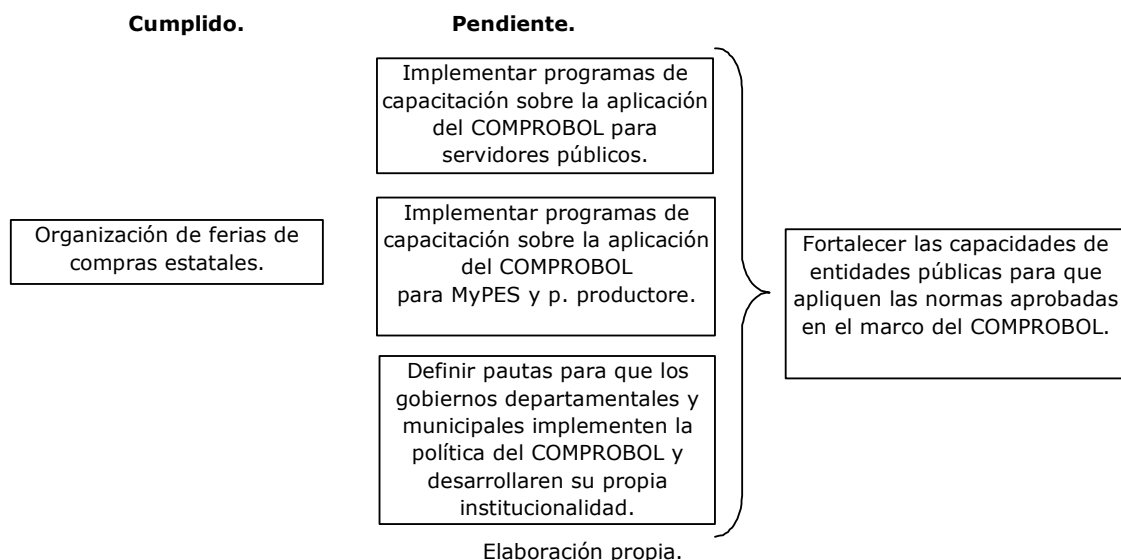 Cumplido.
Pendiente.
Implementar programas de
capacitación sobre la aplicación
del COMPROBOL para
servidores públicos.
Organización de ferias de
compras estatales.
Implementar programas de
capacitación sobre la aplicación
del COMPROBOL
para MyPES y p. productore.
Definir pautas para que los
gobiernos departamentales y
municipales implementen la
política del COMPROBOL y
desarrollaren su propia
institucionalidad.
Fortalecer las capacidades de
entidades públicas para que
apliquen las normas aprobadas
en el marco del COMPROBOL.
Elaboración propia.